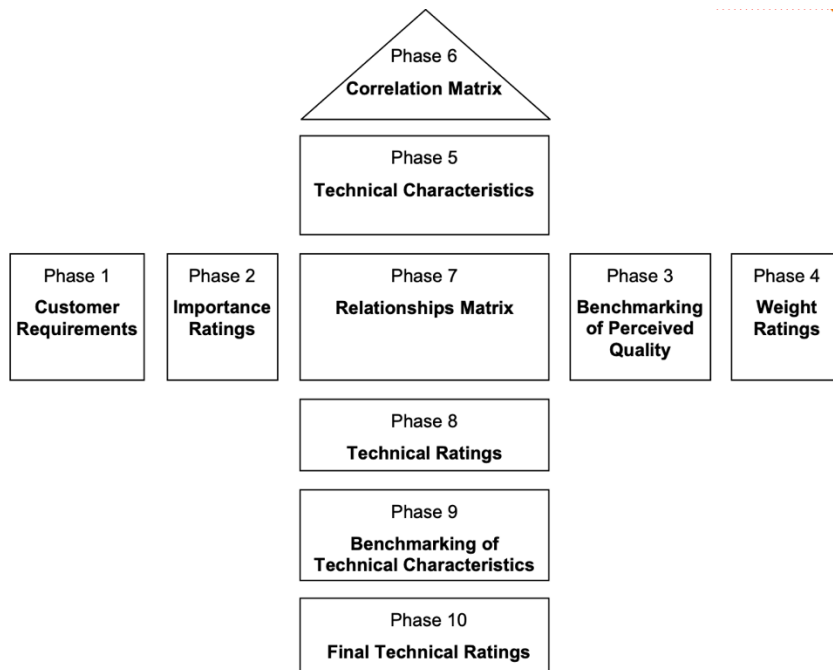 Phase 6
Correlation Matrix
Phase 5
Technical Characteristics
Phase 1
Customer
Requirements
Phase 2
Importance
Ratings
Phase 7
Relationships Matrix
Phase 3
Benchmarking
of Perceived
Quality
Phase 4
Weight
Ratings
Phase 8
Technical Ratings
Phase 9
Benchmarking of
Technical Characteristics
Phase 10
Final Technical Ratings